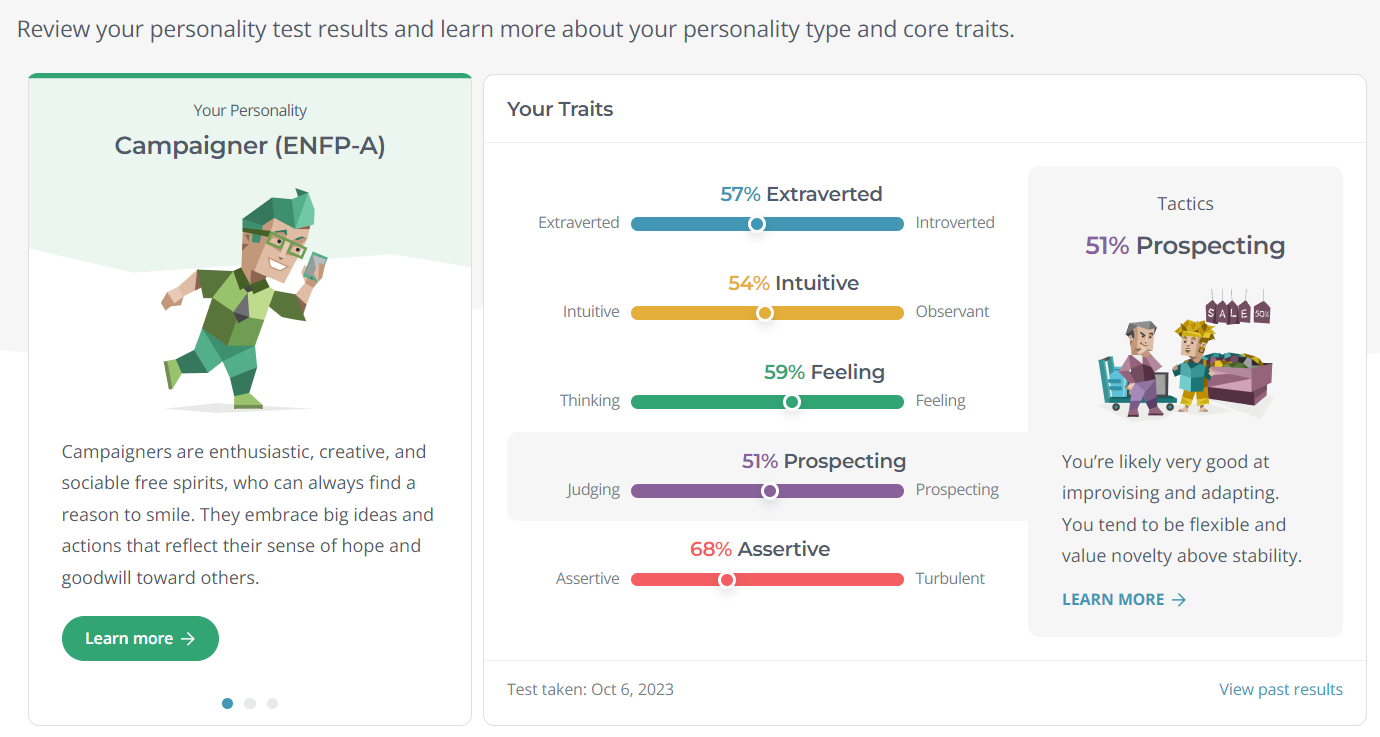 Review your personality test results and learn more about your personality type and core traits.
Your Personality
Campaigner (ENFP-A)
Campaigners are enthusiastic, creative, and
sociable free spirits, who can always find a
reason to smile. They embrace big ideas and
actions that reflect their sense of hope and
goodwill toward others.
Learn more →
Your Traits
57% Extraverted
Extraverted Introverted
54% Intuitive
Intuitive Observant
59% Feeling
Thinking Feeling
51% Prospecting
Judging Prospecting
68% Assertive
Assertive Turbulent
Tactics
51% Prospecting
SALE 50%
You’re likely very good at
improvising and adapting.
You tend to be flexible and
value novelty above stability.
LEARN MORE →
Test taken: Oct 6, 2023
View past results